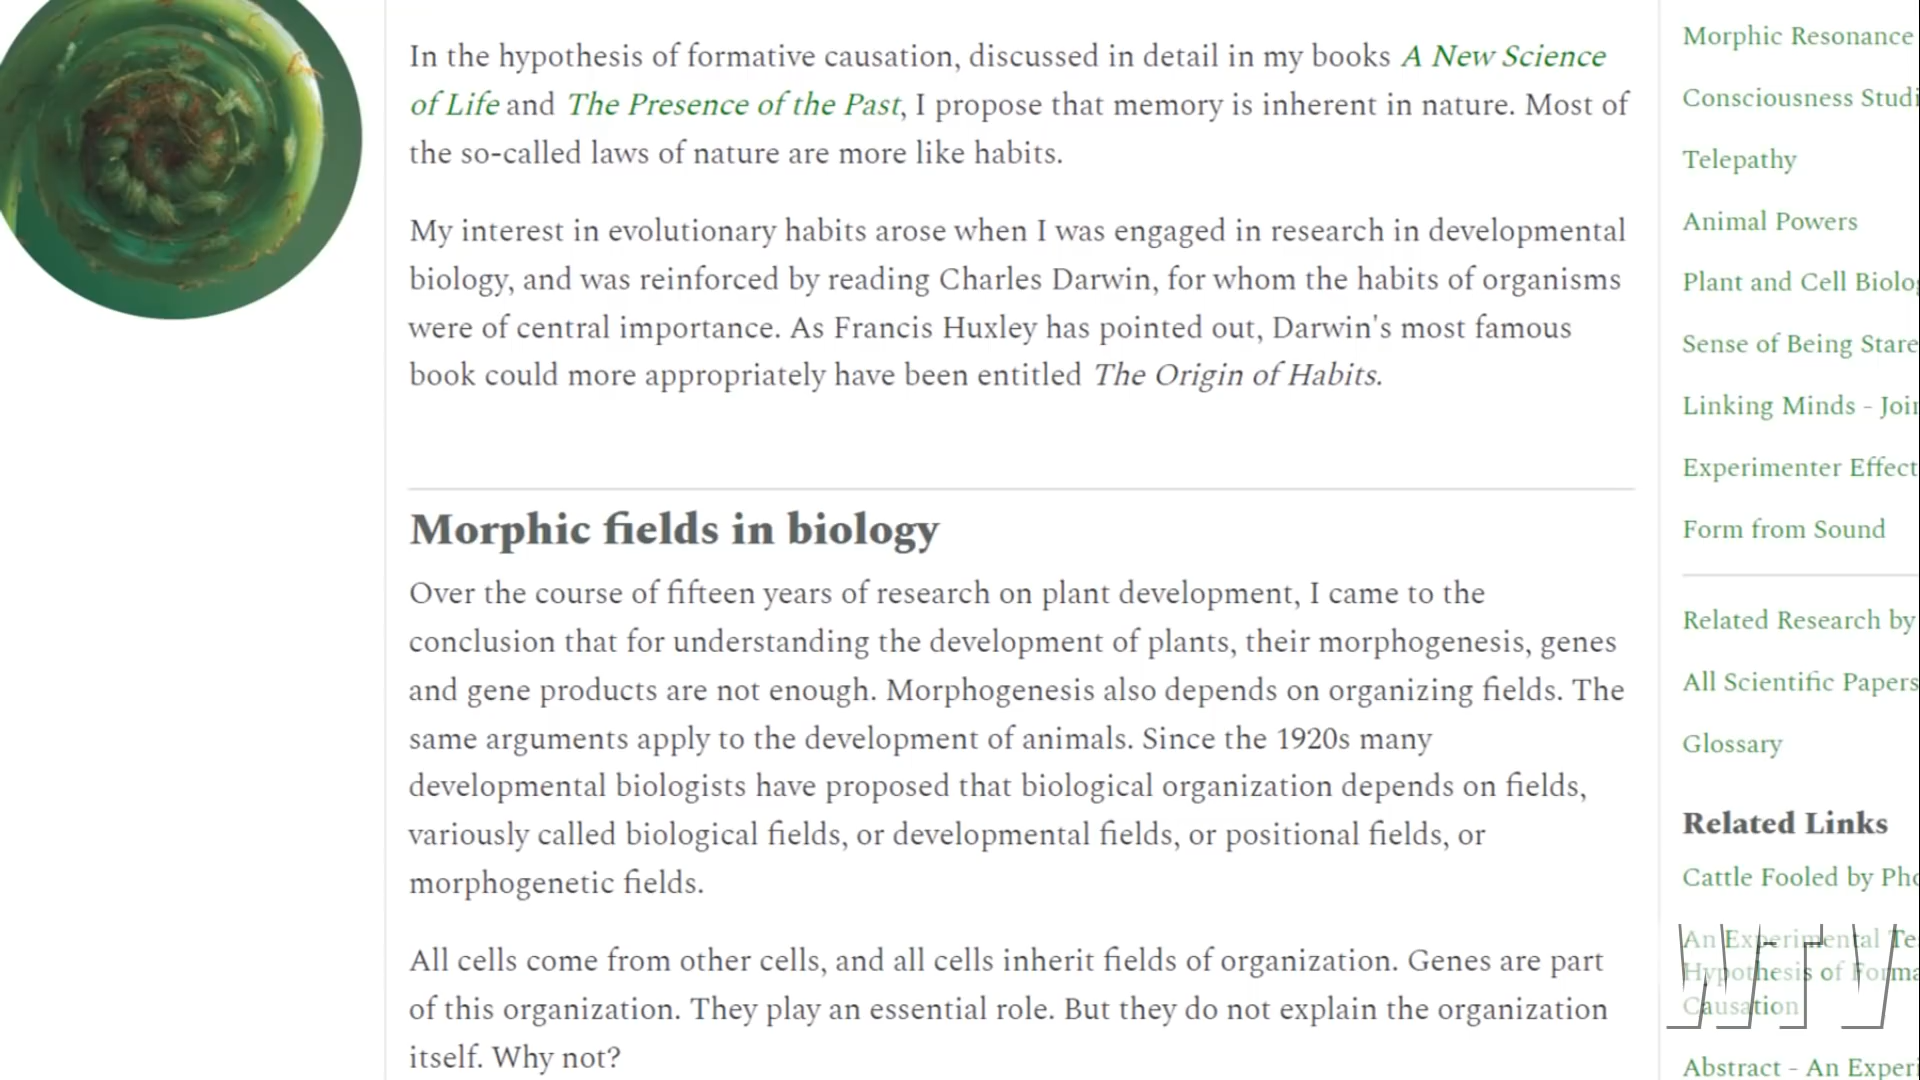 In the hypothesis of formative causation, discussed in detail in my books A New Science
of Life and The Presence of the Past, I propose that memory is inherent in nature. Most of
the so-called laws of nature are more like habits.
My interest in evolutionary habits arose when I was engaged in research in developmental
biology, and was reinforced by reading Charles Darwin, for whom the habits of organisms
were of central importance. As Francis Huxley has pointed out, Darwin's most famous
book could more appropriately have been entitled The Origin of Habits.
Morphic fields in biology
Over the course of fifteen years of research on plant development, I came to the
conclusion that for understanding the development of plants, their morphogenesis, genes
and gene products are not enough. Morphogenesis also depends on organizing fields. The
same arguments apply to the development of animals. Since the 1920s many
developmental biologists have proposed that biological organization depends on fields,
variously called biological fields, or developmental fields, or positional fields, or
morphogenetic fields.
All cells come from other cells, and all cells inherit fields of organization. Genes are part
of this organization. They play an essential role. But they do not explain the organization
itself. Why not?
Morphic Resonance
Consciousness Studi
Telepathy
Animal Powers
Plant and Cell Biolog
Sense of Being Stare
Linking Minds - Join
Experimenter Effect
Form from Sound
Related Research by
All Scientific Papers
Glossary
Related Links
Cattle Fooled by Pho
An Experimental Te
Hypothesis of Forma
Causation
Abstract - An Experi
WTV